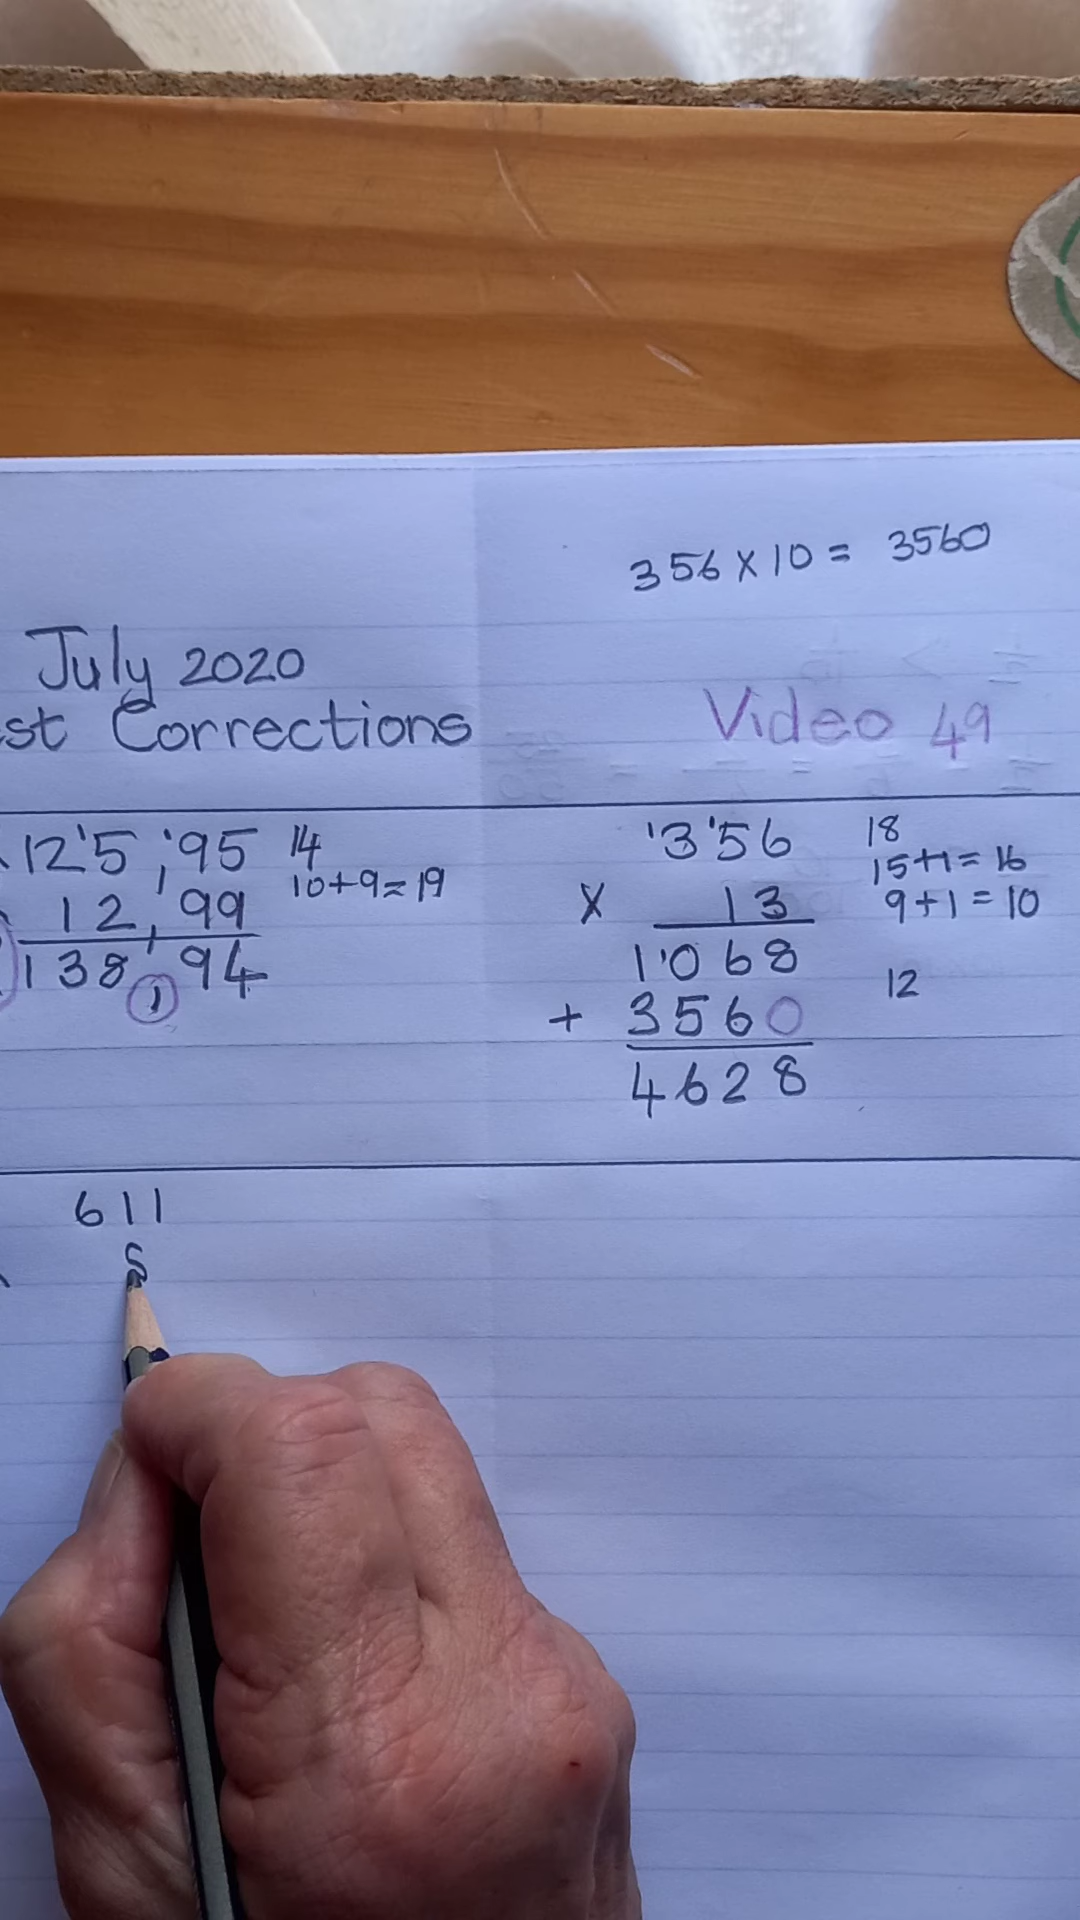 356 x 10 = 3560
July 2020
st Corrections
Video 49
12'5,'95 14
10+9=19
12,99
138,94
'3'56 18
15+1=16
x 13 9+1=10
1'068
12
+ 3560
4628
611